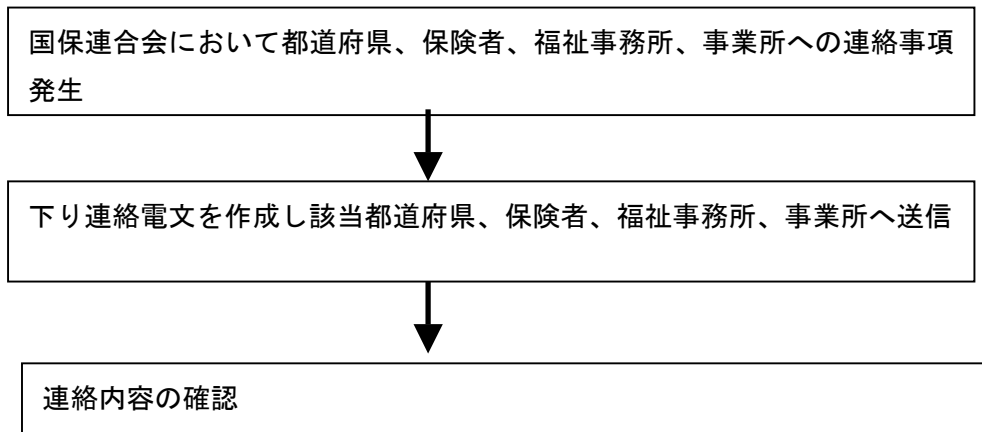 国保連合会において都道府県、保険者、福祉事務所、事業所への連絡事項
発生
下り連絡電文を作成し該当都道府県、保険者、福祉事務所、事業所へ送信
連絡内容の確認